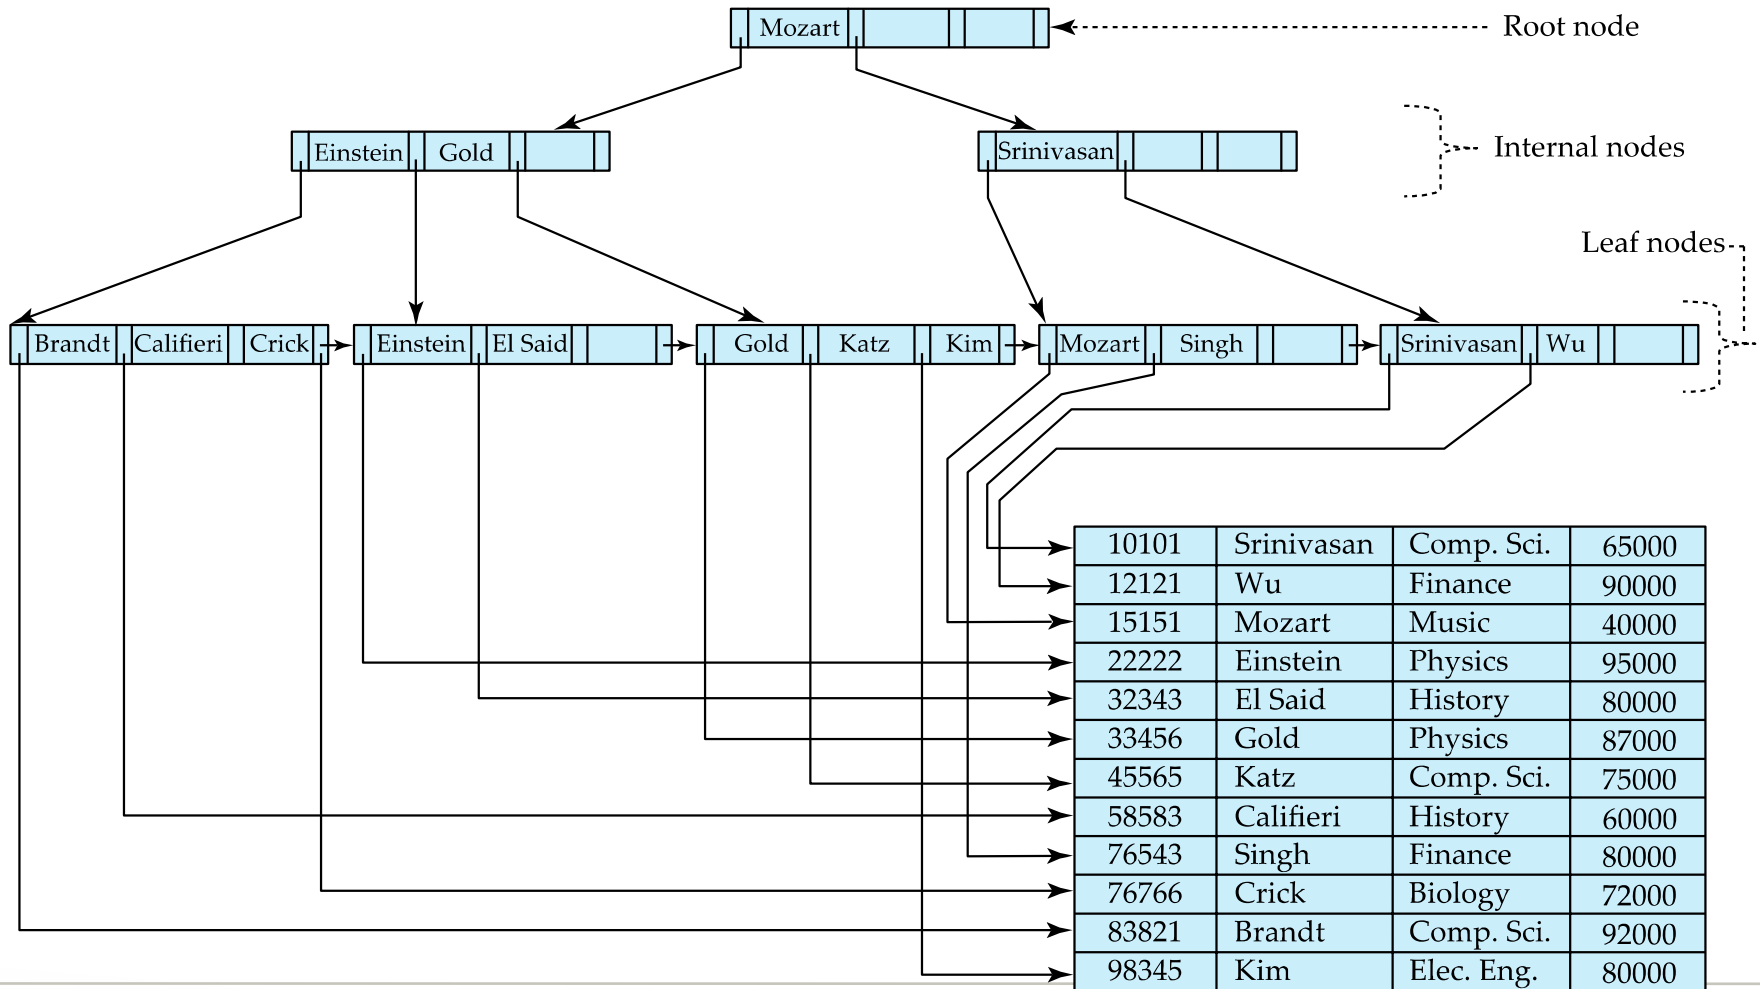 Mozart
Root node
Einstein Gold
Srinivasan
Internal nodes
Leaf nodes
Brandt Califieri Crick Einstein El Said Gold Katz Kim Mozart Singh Srinivasan Wu
10101 Srinivasan Comp. Sci. 65000
12121 Wu Finance 90000
15151 Mozart Music 40000
22222 Einstein Physics 95000
32343 El Said History 80000
33456 Gold Physics 87000
45565 Katz Comp. Sci. 75000
58583 Califieri History 60000
76543 Singh Finance 80000
76766 Crick Biology 72000
83821 Brandt Comp. Sci. 92000
98345 Kim Elec. Eng. 80000